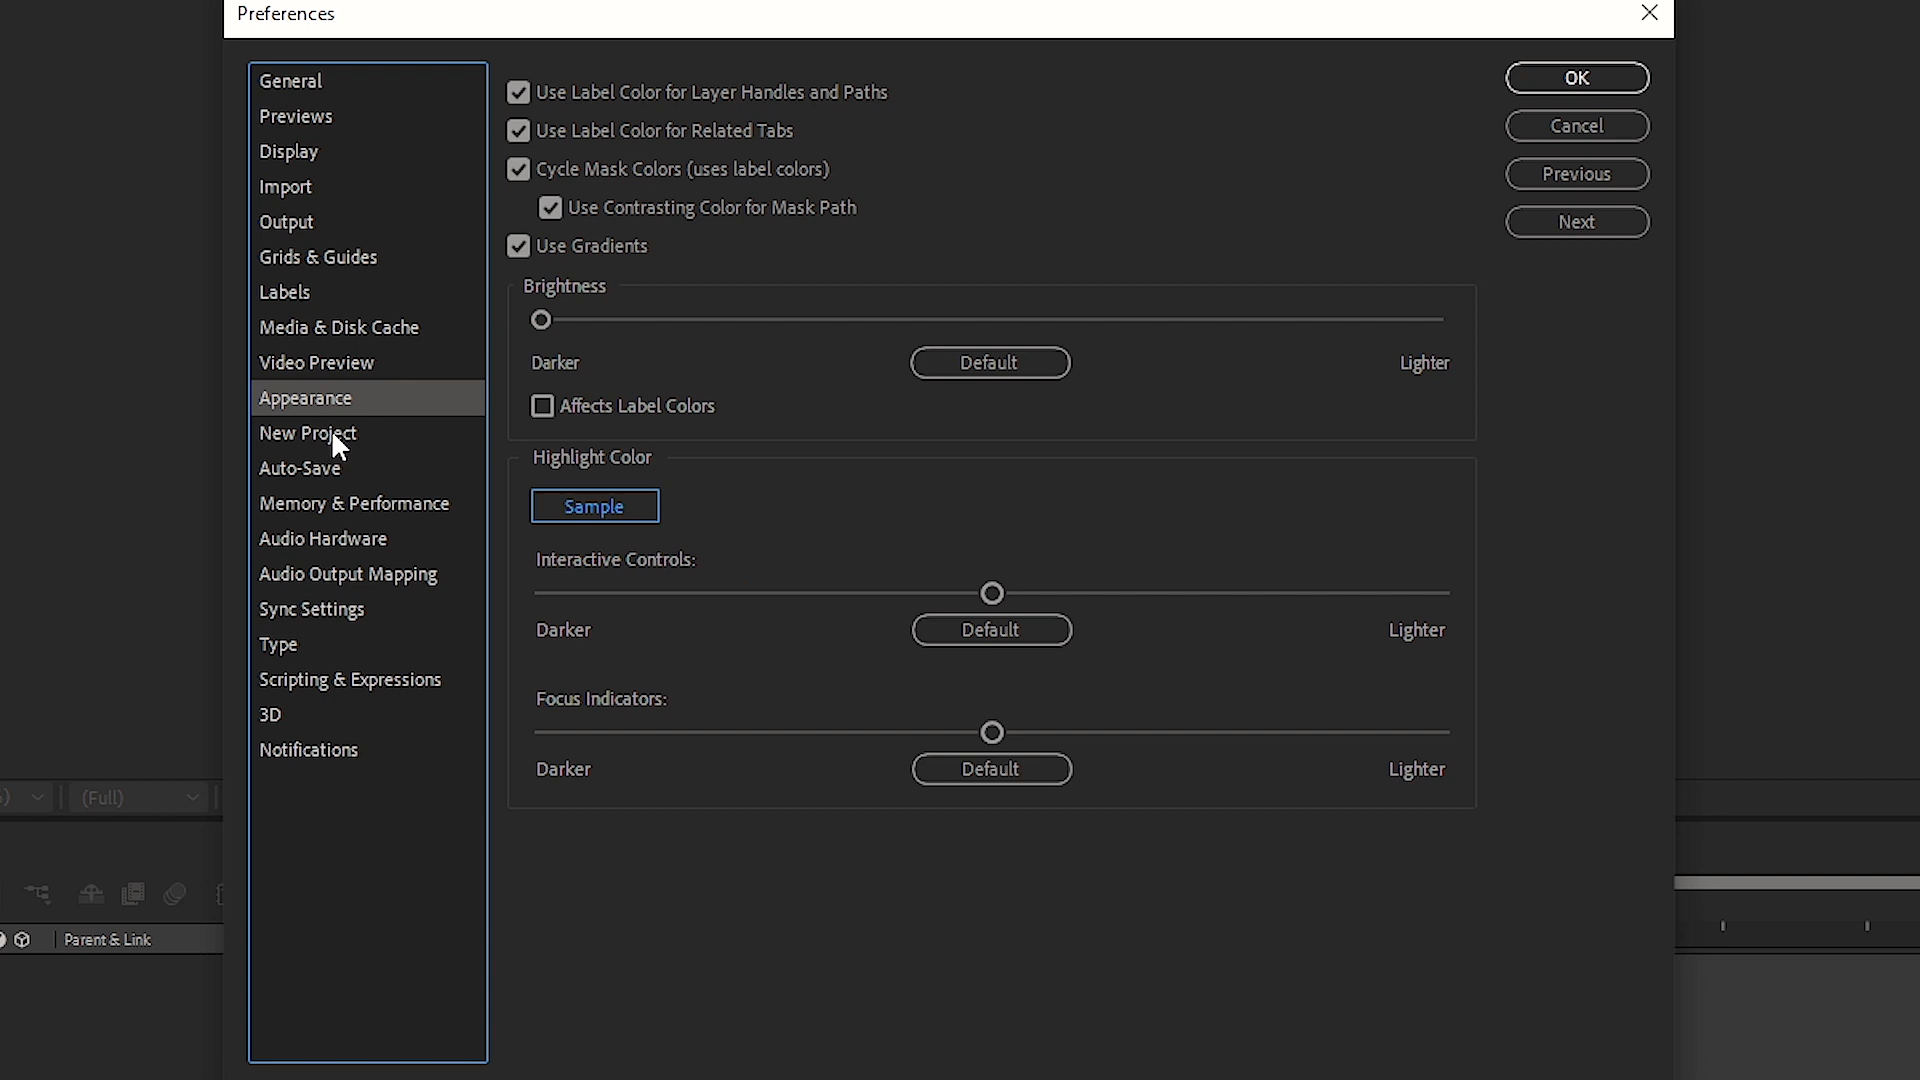 Preferences
General
Previews
Display
Import
Output
Grids & Guides
Labels
Media & Disk Cache
Video Preview
Appearance
New Project
Auto-Save
Memory & Performance
Audio Hardware
Audio Output Mapping
Sync Settings
Type
Scripting & Expressions
3D
Notifications
Use Label Color for Layer Handles and Paths
Use Label Color for Related Tabs
Cycle Mask Colors (uses label colors)
Use Contrasting Color for Mask Path
Use Gradients
Brightness
Darker
Default
Lighter
Affects Label Colors
Highlight Color
Sample
Interactive Controls:
Darker
Default
Lighter
Focus Indicators:
Darker
Default
Lighter
OK
Cancel
Previous
Next
(Full)
Parent & Link